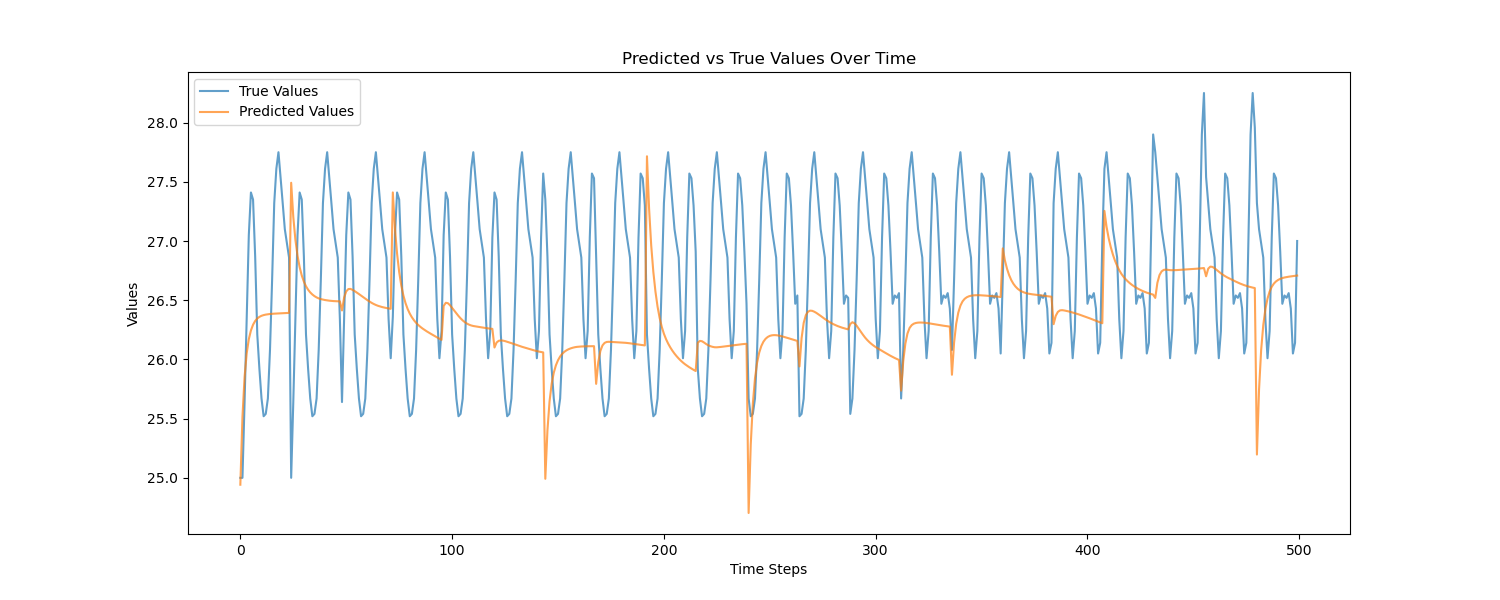 Predicted vs True Values Over Time
True Values
Predicted Values
Values
28.0
27.5
27.0
26.5
26.0
25.5
25.0
0
100
200
300
400
500
Time Steps